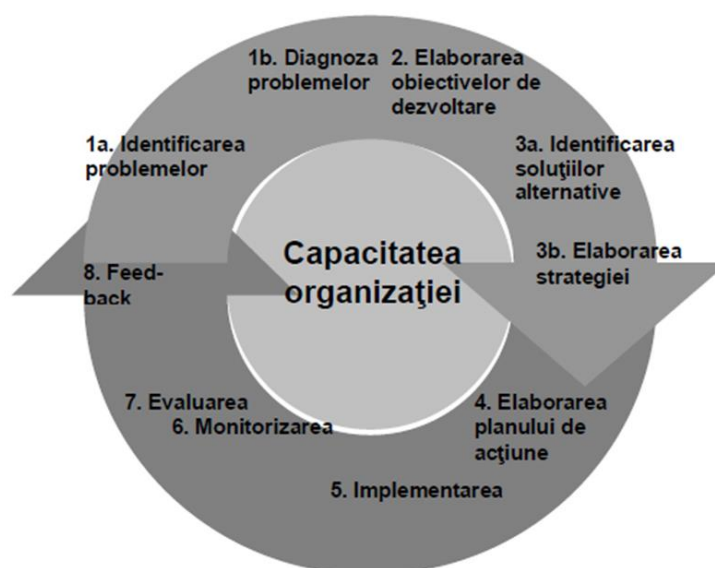 1b. Diagnoza
problemelor
2. Elaborarea
obiectivelor de
dezvoltare
1a. Identificarea
problemelor
3a. Identificarea
soluţiilor
alternative
Capacitatea
organizaţiei
3b. Elaborarea
strategiei
8. Feed-
back
7. Evaluarea
6. Monitorizarea
4. Elaborarea
planului de
acţiune
5. Implementarea